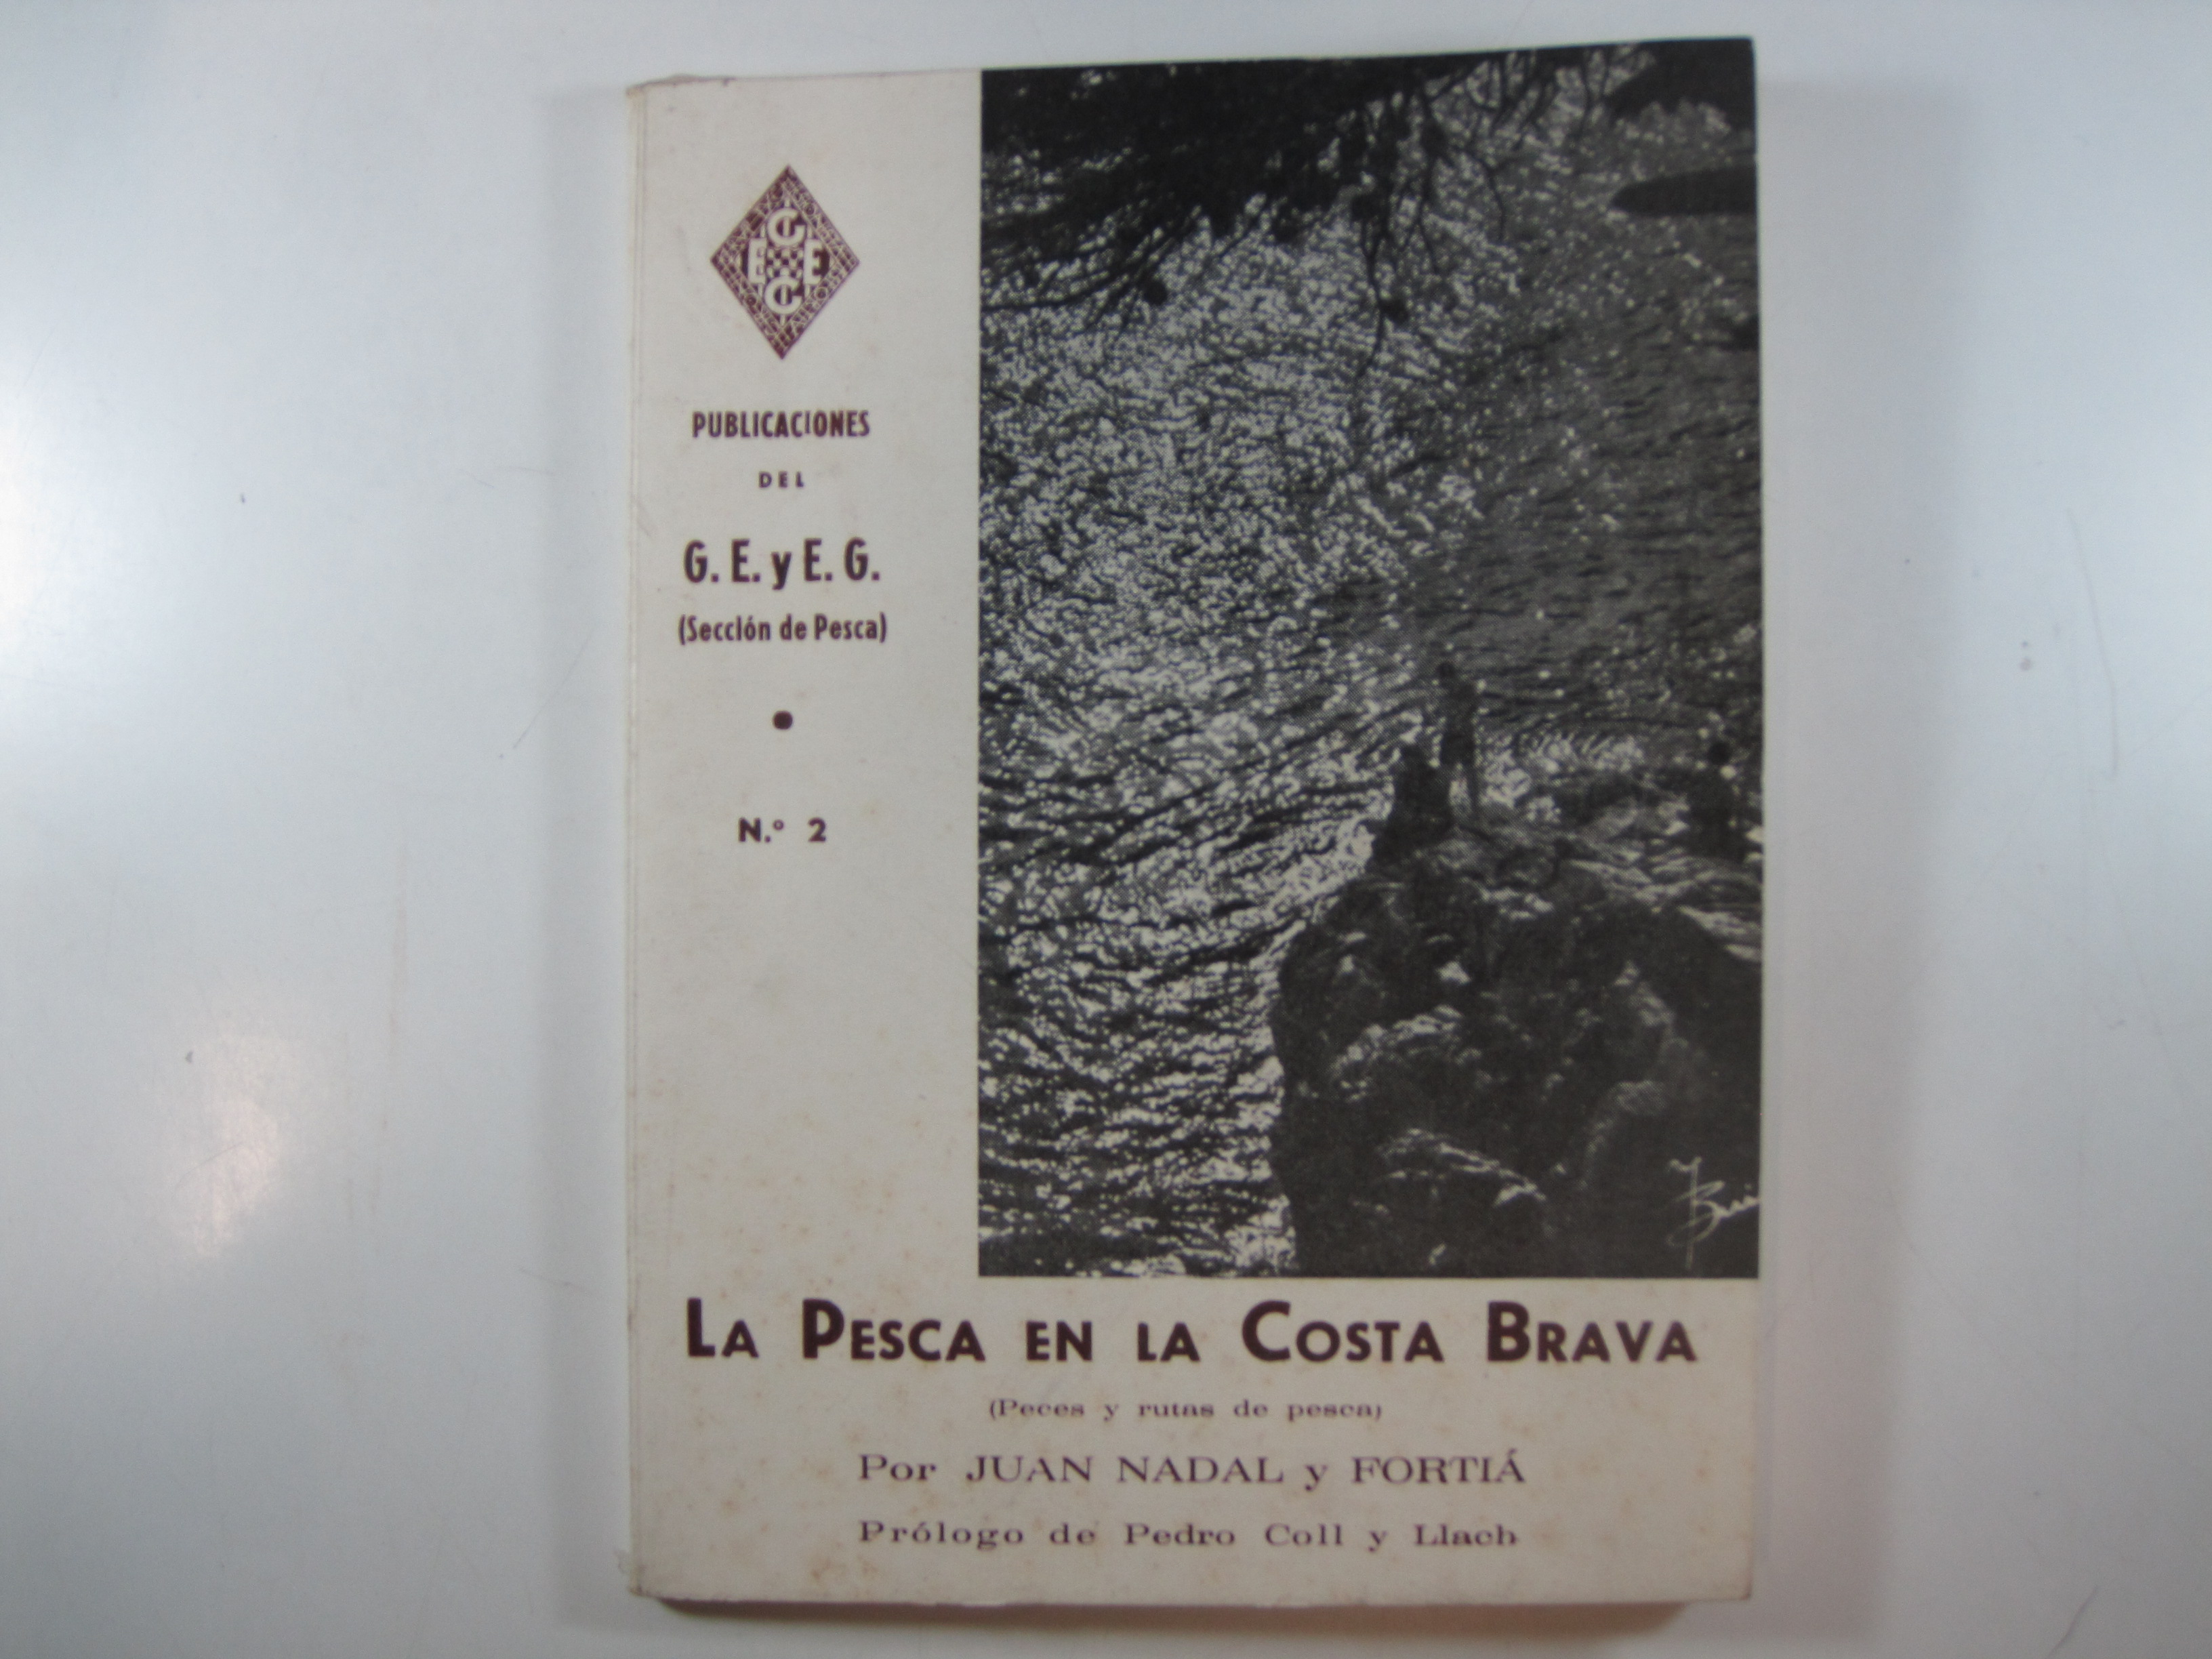 G
E E
G
PUBLICACIONES
DEL
G. E. y E. G.
(Sección de Pesca)
N.º 2
LA PESCA EN LA COSTA BRAVA
(Peces y rutas de pesca)
Por JUAN NADAL y FORTIÁ
Prólogo de Pedro Coll y Llach